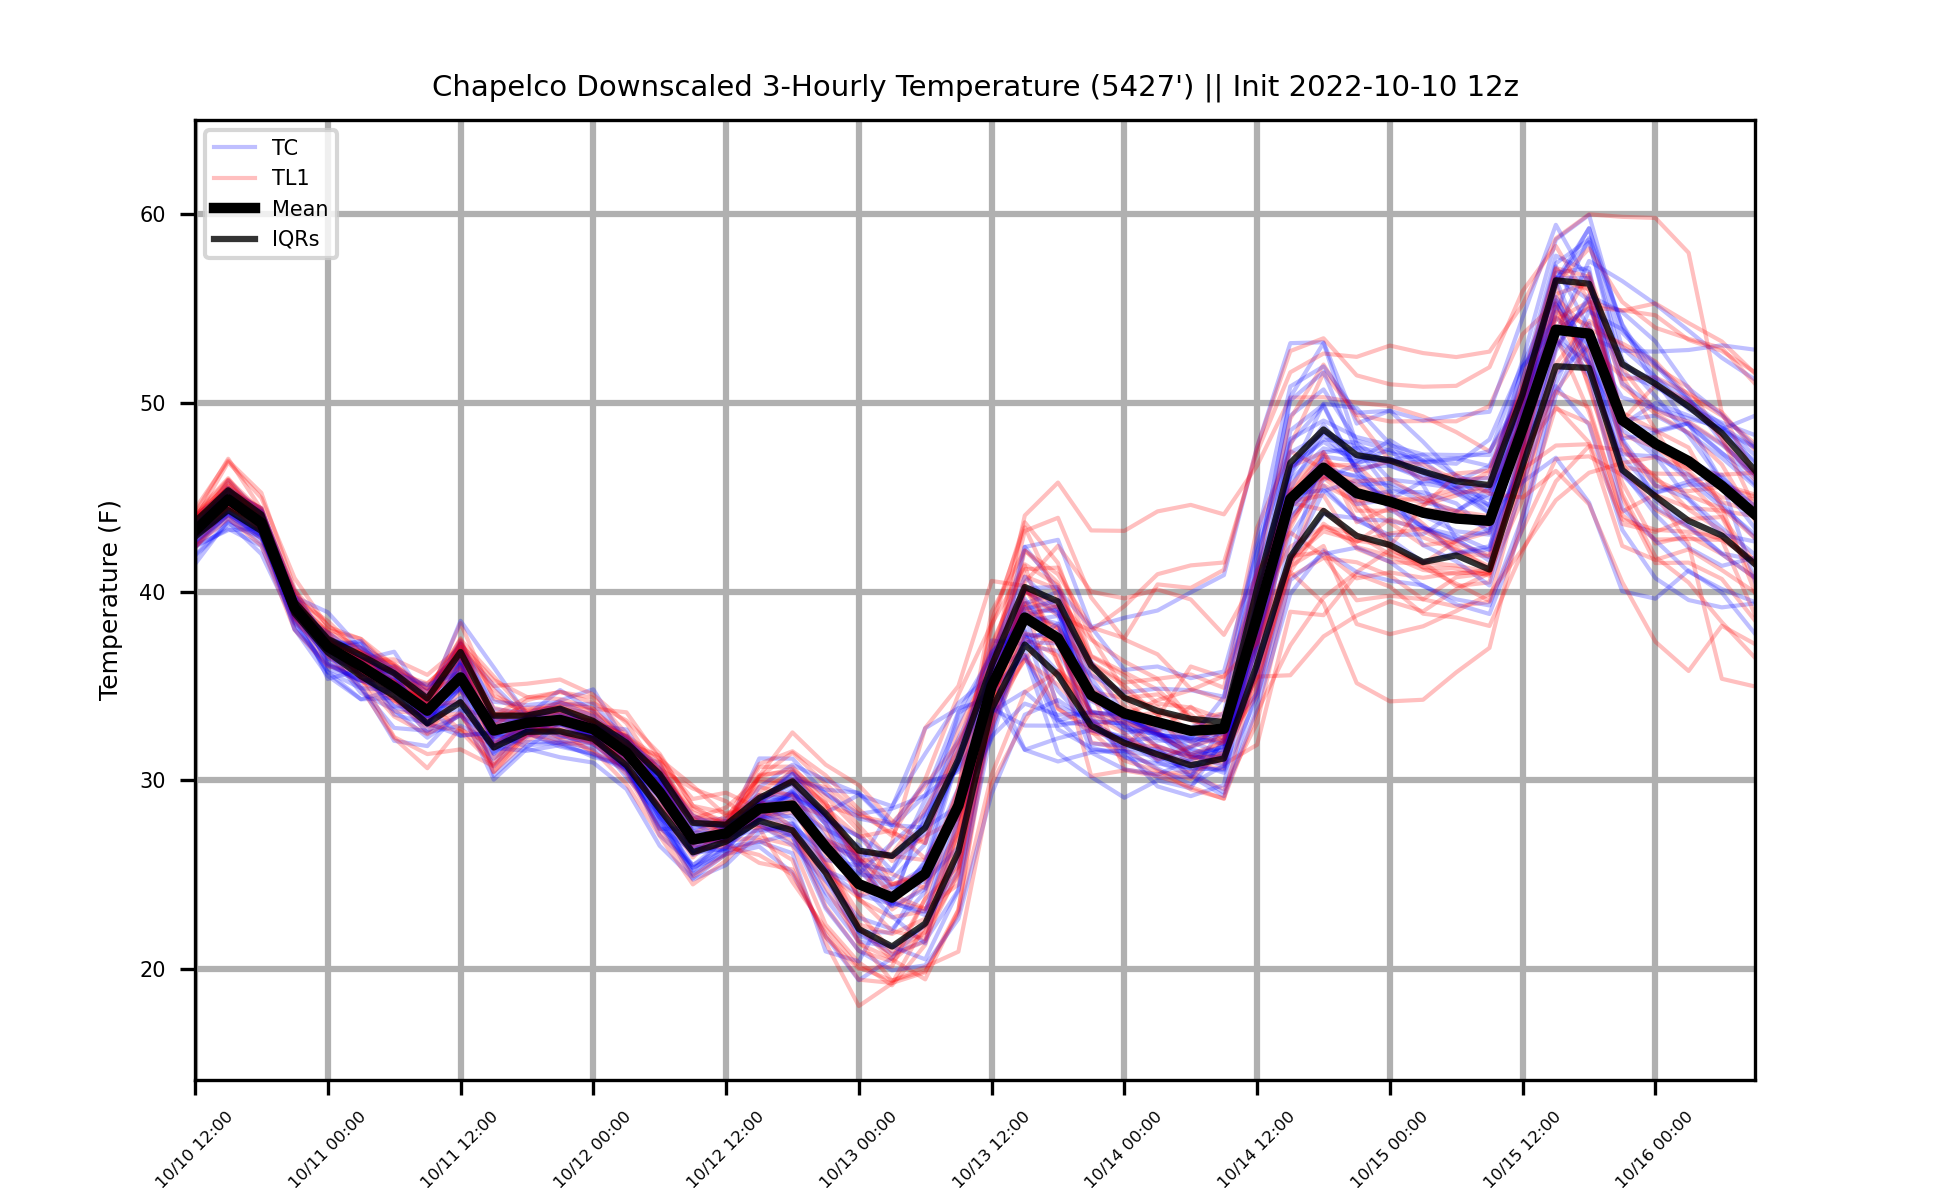 Chapelco Downscaled 3-Hourly Temperature (5427') || Init 2022-10-10 12z
TC
TL1
Mean
IQRs
Temperature (F)
60
50
40
30
20
10/10 12:00
10/11 00:00
10/11 12:00
10/12 00:00
10/12 12:00
10/13 00:00
10/13 12:00
10/14 00:00
10/14 12:00
10/15 00:00
10/15 12:00
10/16 00:00